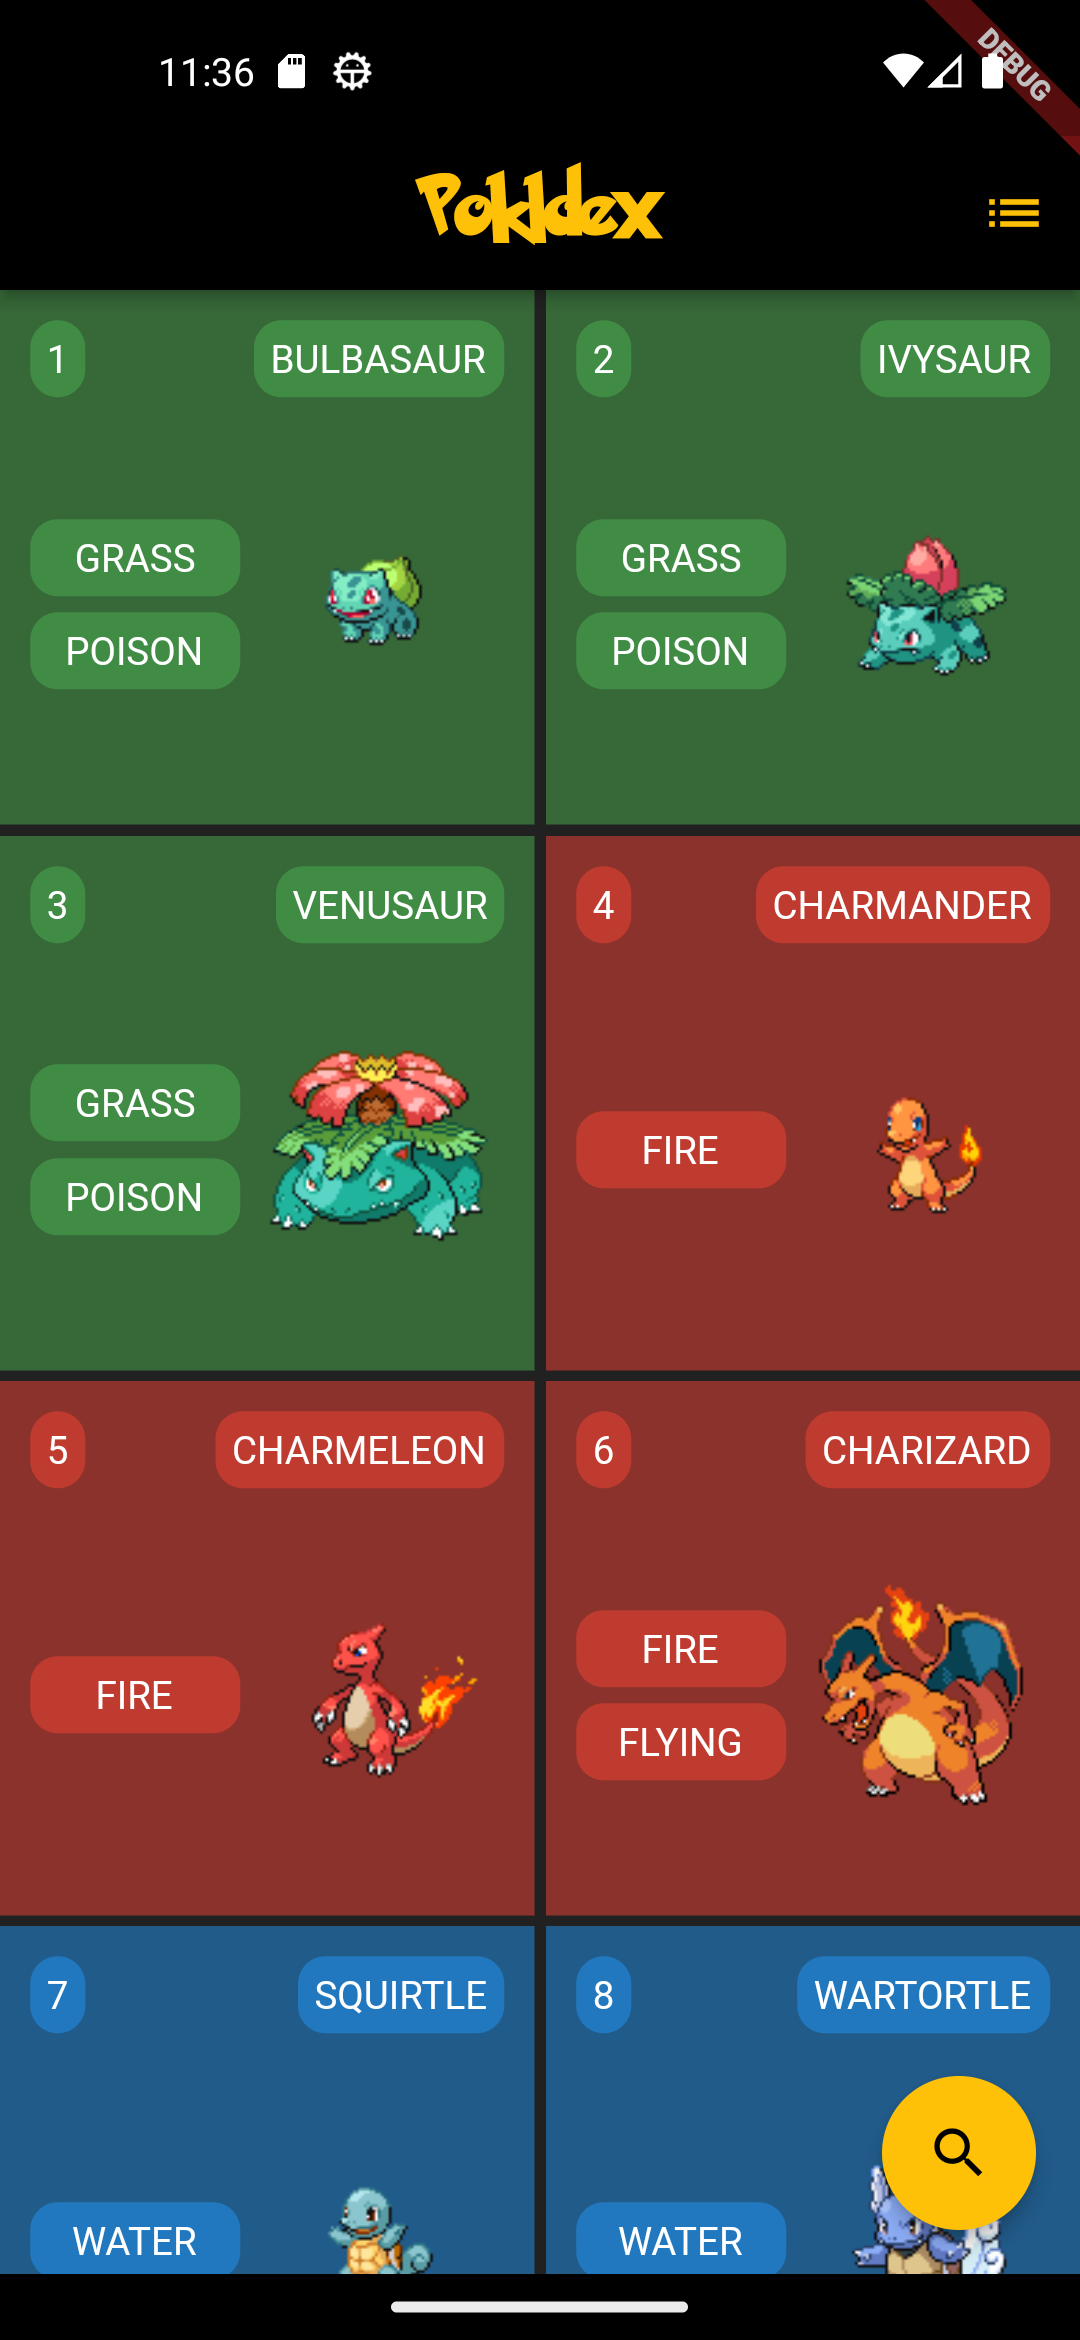 11:36
DEBUG
Pokldex
1 BULBASAUR
GRASS
POISON
2 IVYSAUR
GRASS
POISON
3 VENUSAUR
GRASS
POISON
4 CHARMANDER
FIRE
5 CHARMELEON
FIRE
6 CHARIZARD
FIRE
FLYING
7 SQUIRTLE
WATER
8 WARTORTLE
WATER